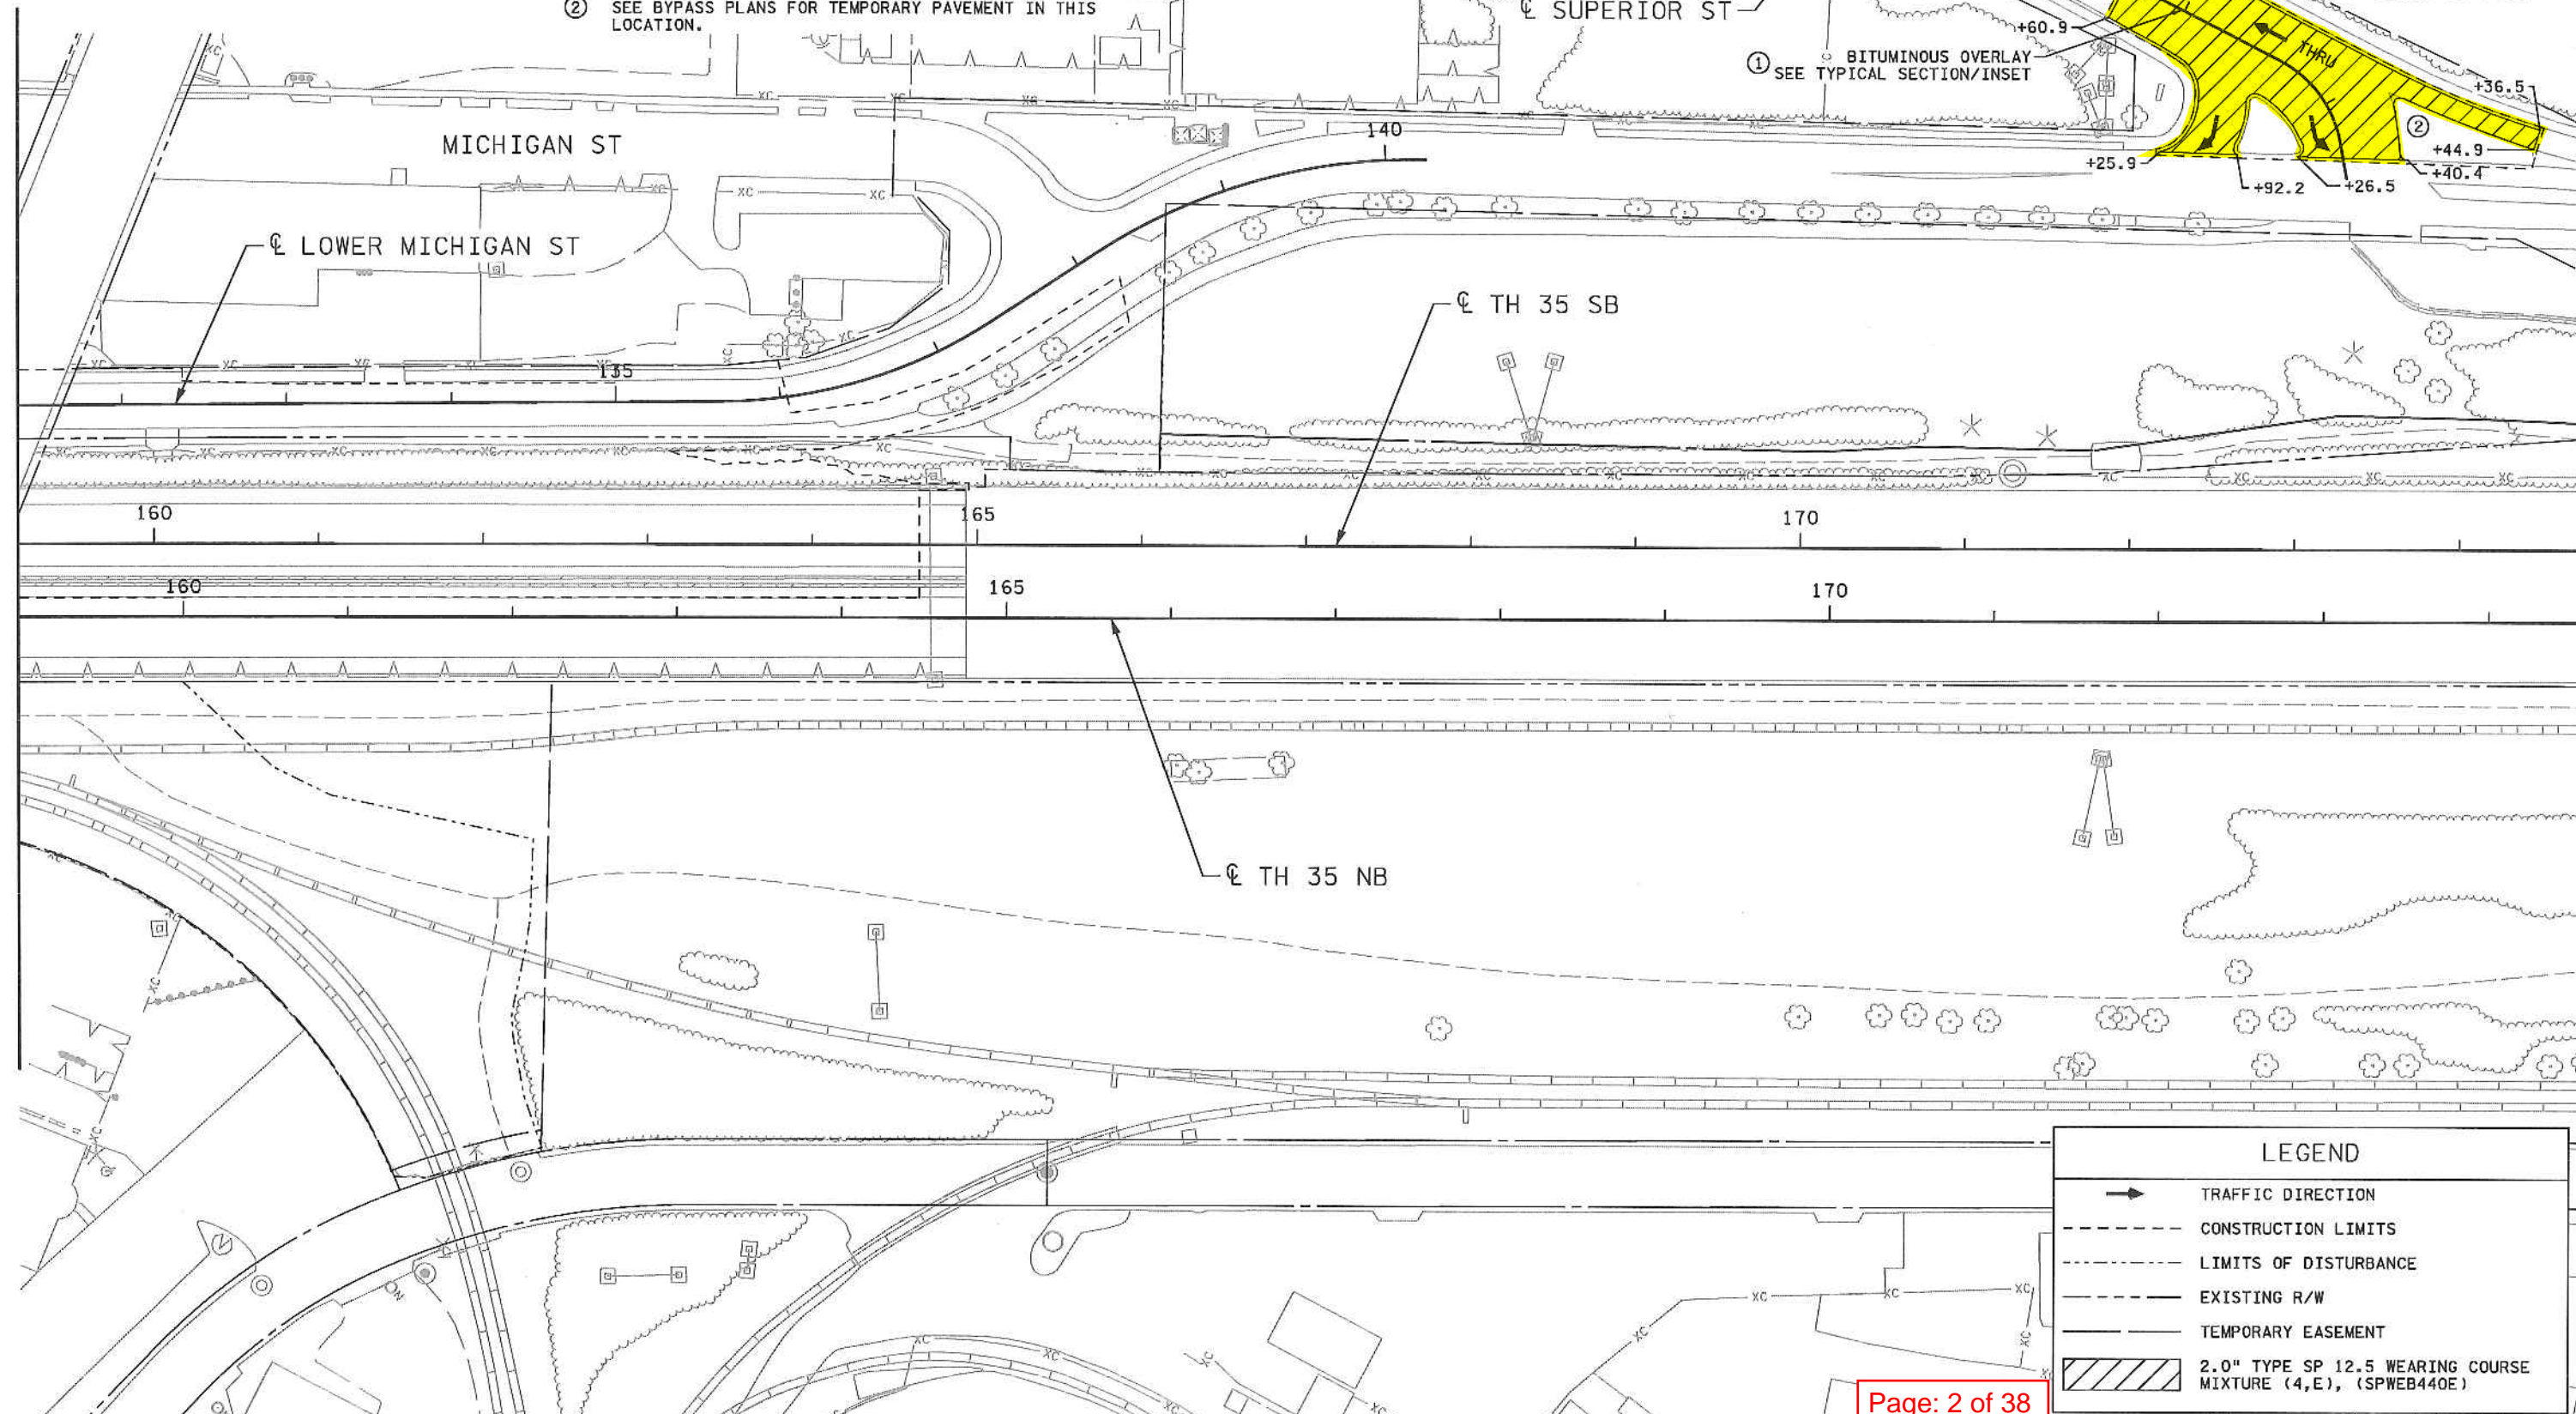 ② SEE BYPASS PLANS FOR TEMPORARY PAVEMENT IN THIS
LOCATION.
℄ SUPERIOR ST
+60.9
① BITUMINOUS OVERLAY
SEE TYPICAL SECTION/INSET
THRU
+36.5
②
+44.9
+40.4
+25.9
+92.2
+26.5
MICHIGAN ST
140
℄ LOWER MICHIGAN ST
135
℄ TH 35 SB
160
165
170
160
165
170
℄ TH 35 NB
LEGEND
TRAFFIC DIRECTION
CONSTRUCTION LIMITS
LIMITS OF DISTURBANCE
EXISTING R/W
TEMPORARY EASEMENT
2.0" TYPE SP 12.5 WEARING COURSE
MIXTURE (4,E), (SPWEB440E)
Page: 2 of 38